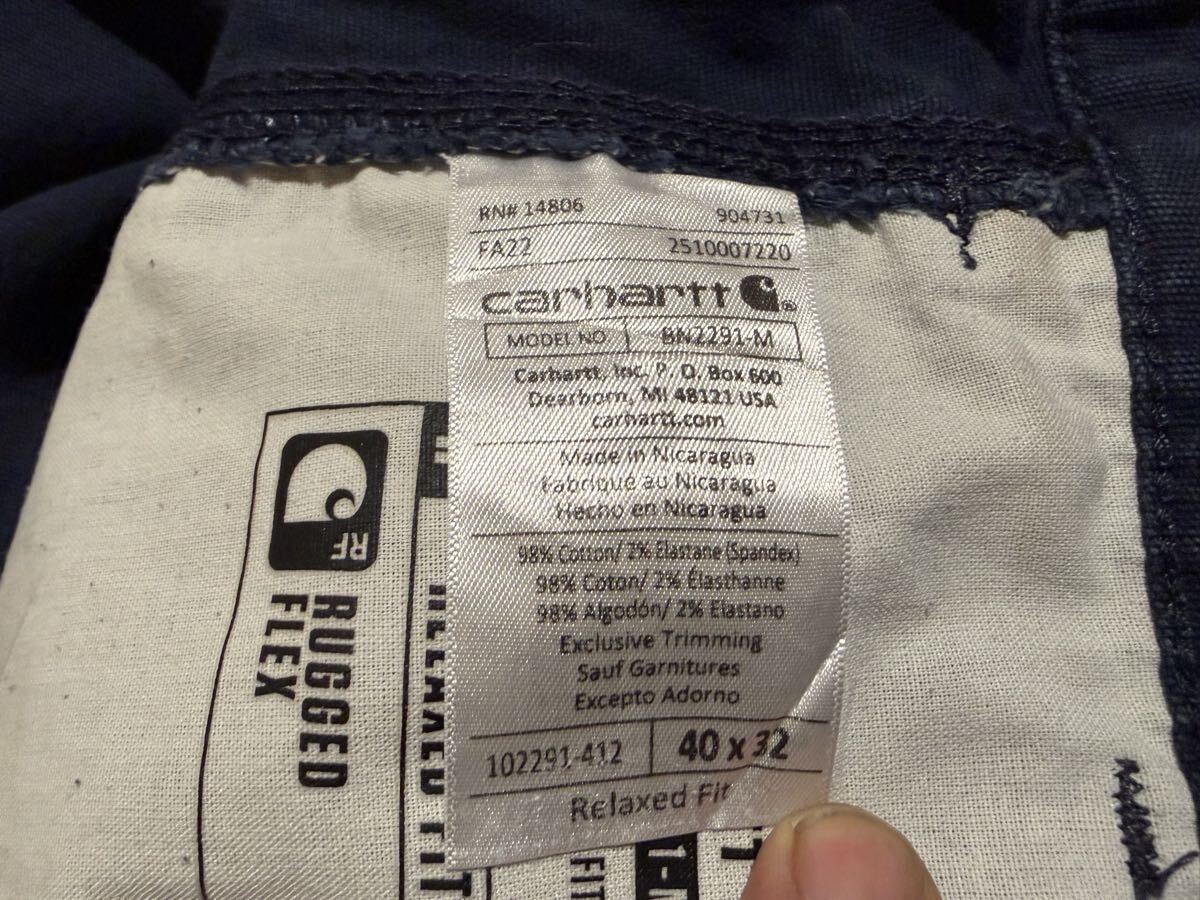 RN# 14806 904731
FA22 2510007220
carhartt ®
MODEL NO BN2291-M
Carhartt, Inc. P. O. Box 600
Dearborn, MI 48121 USA
carhartt.com
Made in Nicaragua
Fabriqué au Nicaragua
Hecho en Nicaragua
98% Cotton/ 2% Elastane (Spandex)
98% Coton/ 2% Élasthanne
98% Algodón/ 2% Elastano
Exclusive Trimming
Sauf Garnitures
Excepto Adorno
102291-412 40 x 32
Relaxed Fit
RF
RUGGED
FLEX
FIT